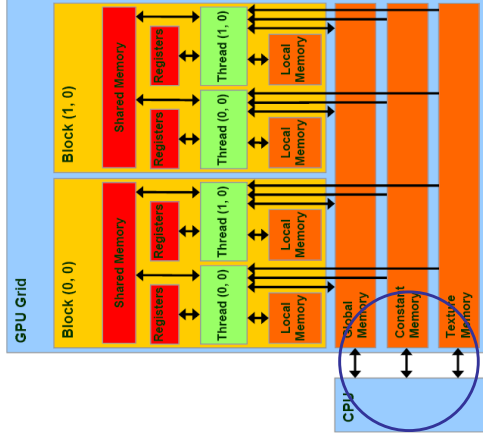 GPU Grid
Block (0, 0)
Shared Memory
Registers
Registers
Thread (0, 0)
Thread (1, 0)
Local
Memory
Local
Memory
Block (1, 0)
Shared Memory
Registers
Registers
Thread (0, 0)
Thread (1, 0)
Local
Memory
Local
Memory
CPU
Global
Memory
Constant
Memory
Texture
Memory